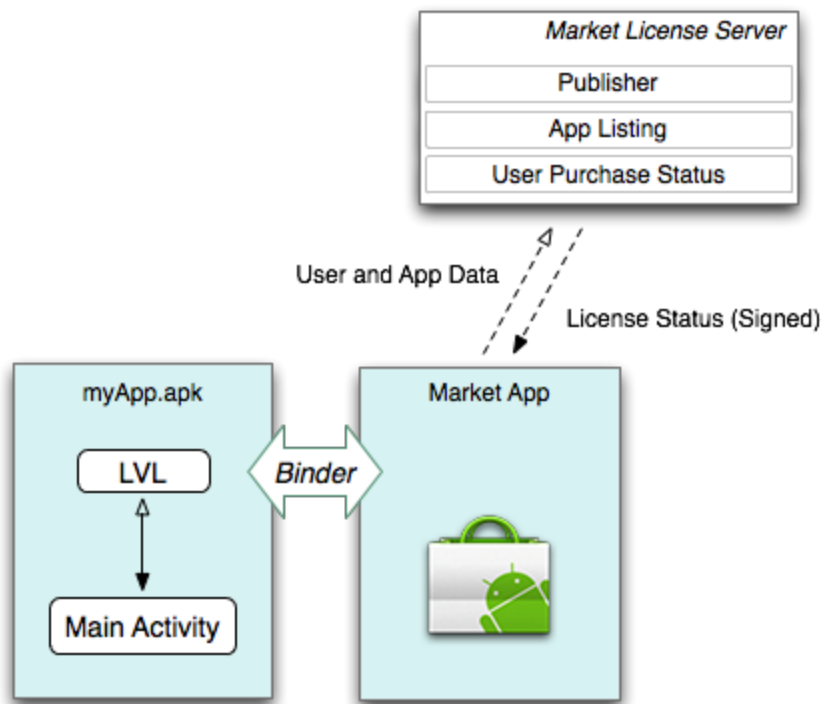 Market License Server
Publisher
App Listing
User Purchase Status
User and App Data
License Status (Signed)
myApp.apk
LVL
Main Activity
Binder
Market App